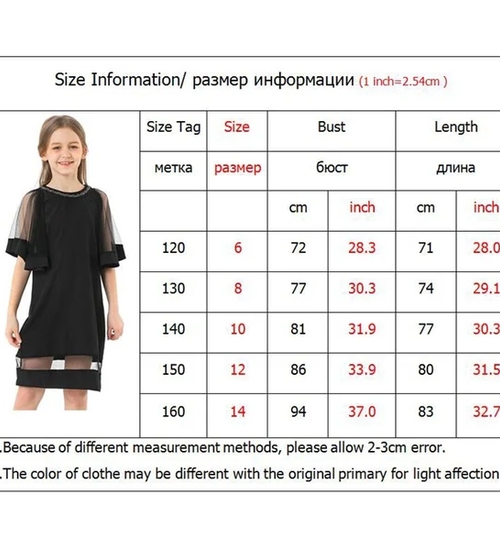 Size Information/ размер информации (1 inch=2.54cm )
Size Tag Size Bust Length
метка размер бюст длина
cm inch cm inch
120 6 72 28.3 71 28.0
130 8 77 30.3 74 29.1
140 10 81 31.9 77 30.3
150 12 86 33.9 80 31.5
160 14 94 37.0 83 32.7
.Because of different measurement methods, please allow 2-3cm error.
.The color of clothe may be different with the original primary for light affection